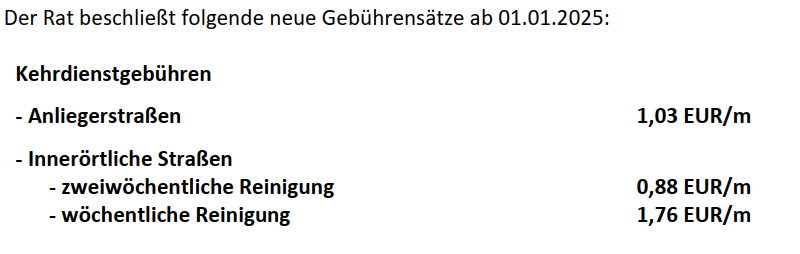 Der Rat beschließt folgende neue Gebührensätze ab 01.01.2025:
Kehrdienstgebühren
- Anliegerstraßen 1,03 EUR/m
- Innerörtliche Straßen
- zweiwöchentliche Reinigung 0,88 EUR/m
- wöchentliche Reinigung 1,76 EUR/m